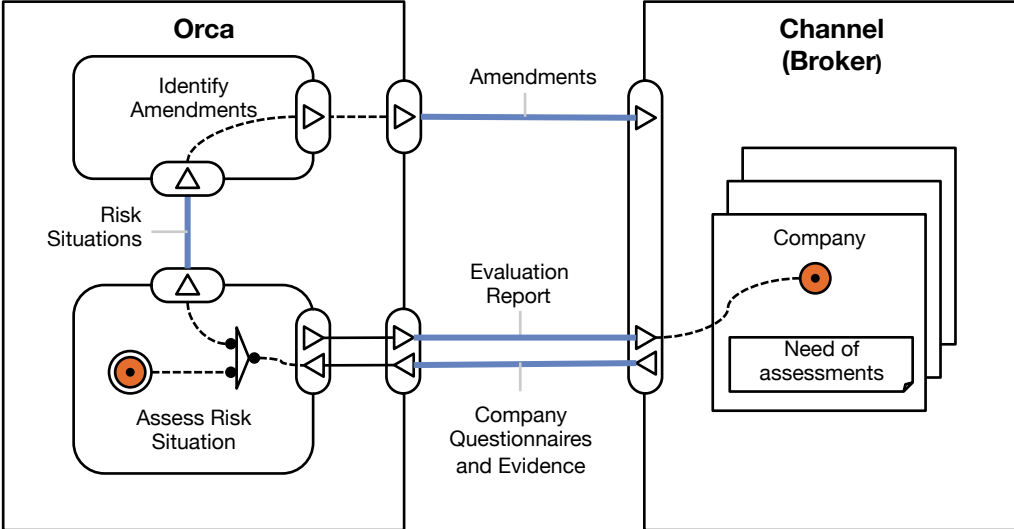 Orca
Identify
Amendments
Risk
Situations
Assess Risk
Situation
Amendments
Evaluation
Report
Company
Questionnaires
and Evidence
Channel
(Broker)
Company
Need of
assessments